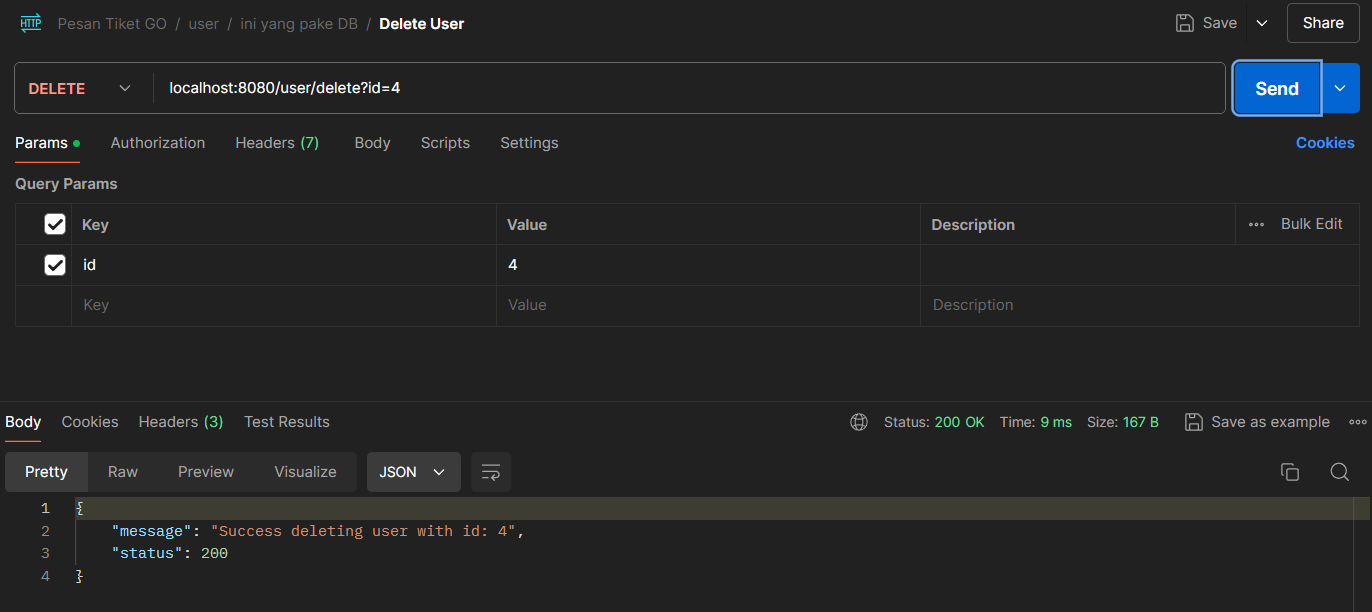 HTTP Pesan Tiket GO / user / ini yang pake DB / Delete User Save Share
DELETE localhost:8080/user/delete?id=4 Send
Params Authorization Headers (7) Body Scripts Settings Cookies
Query Params
Key Value Description Bulk Edit
id 4
Key Value Description
Body Cookies Headers (3) Test Results Status: 200 OK Time: 9 ms Size: 167 B Save as example
Pretty Raw Preview Visualize JSON
1 {
2 "message": "Success deleting user with id: 4",
3 "status": 200
4 }